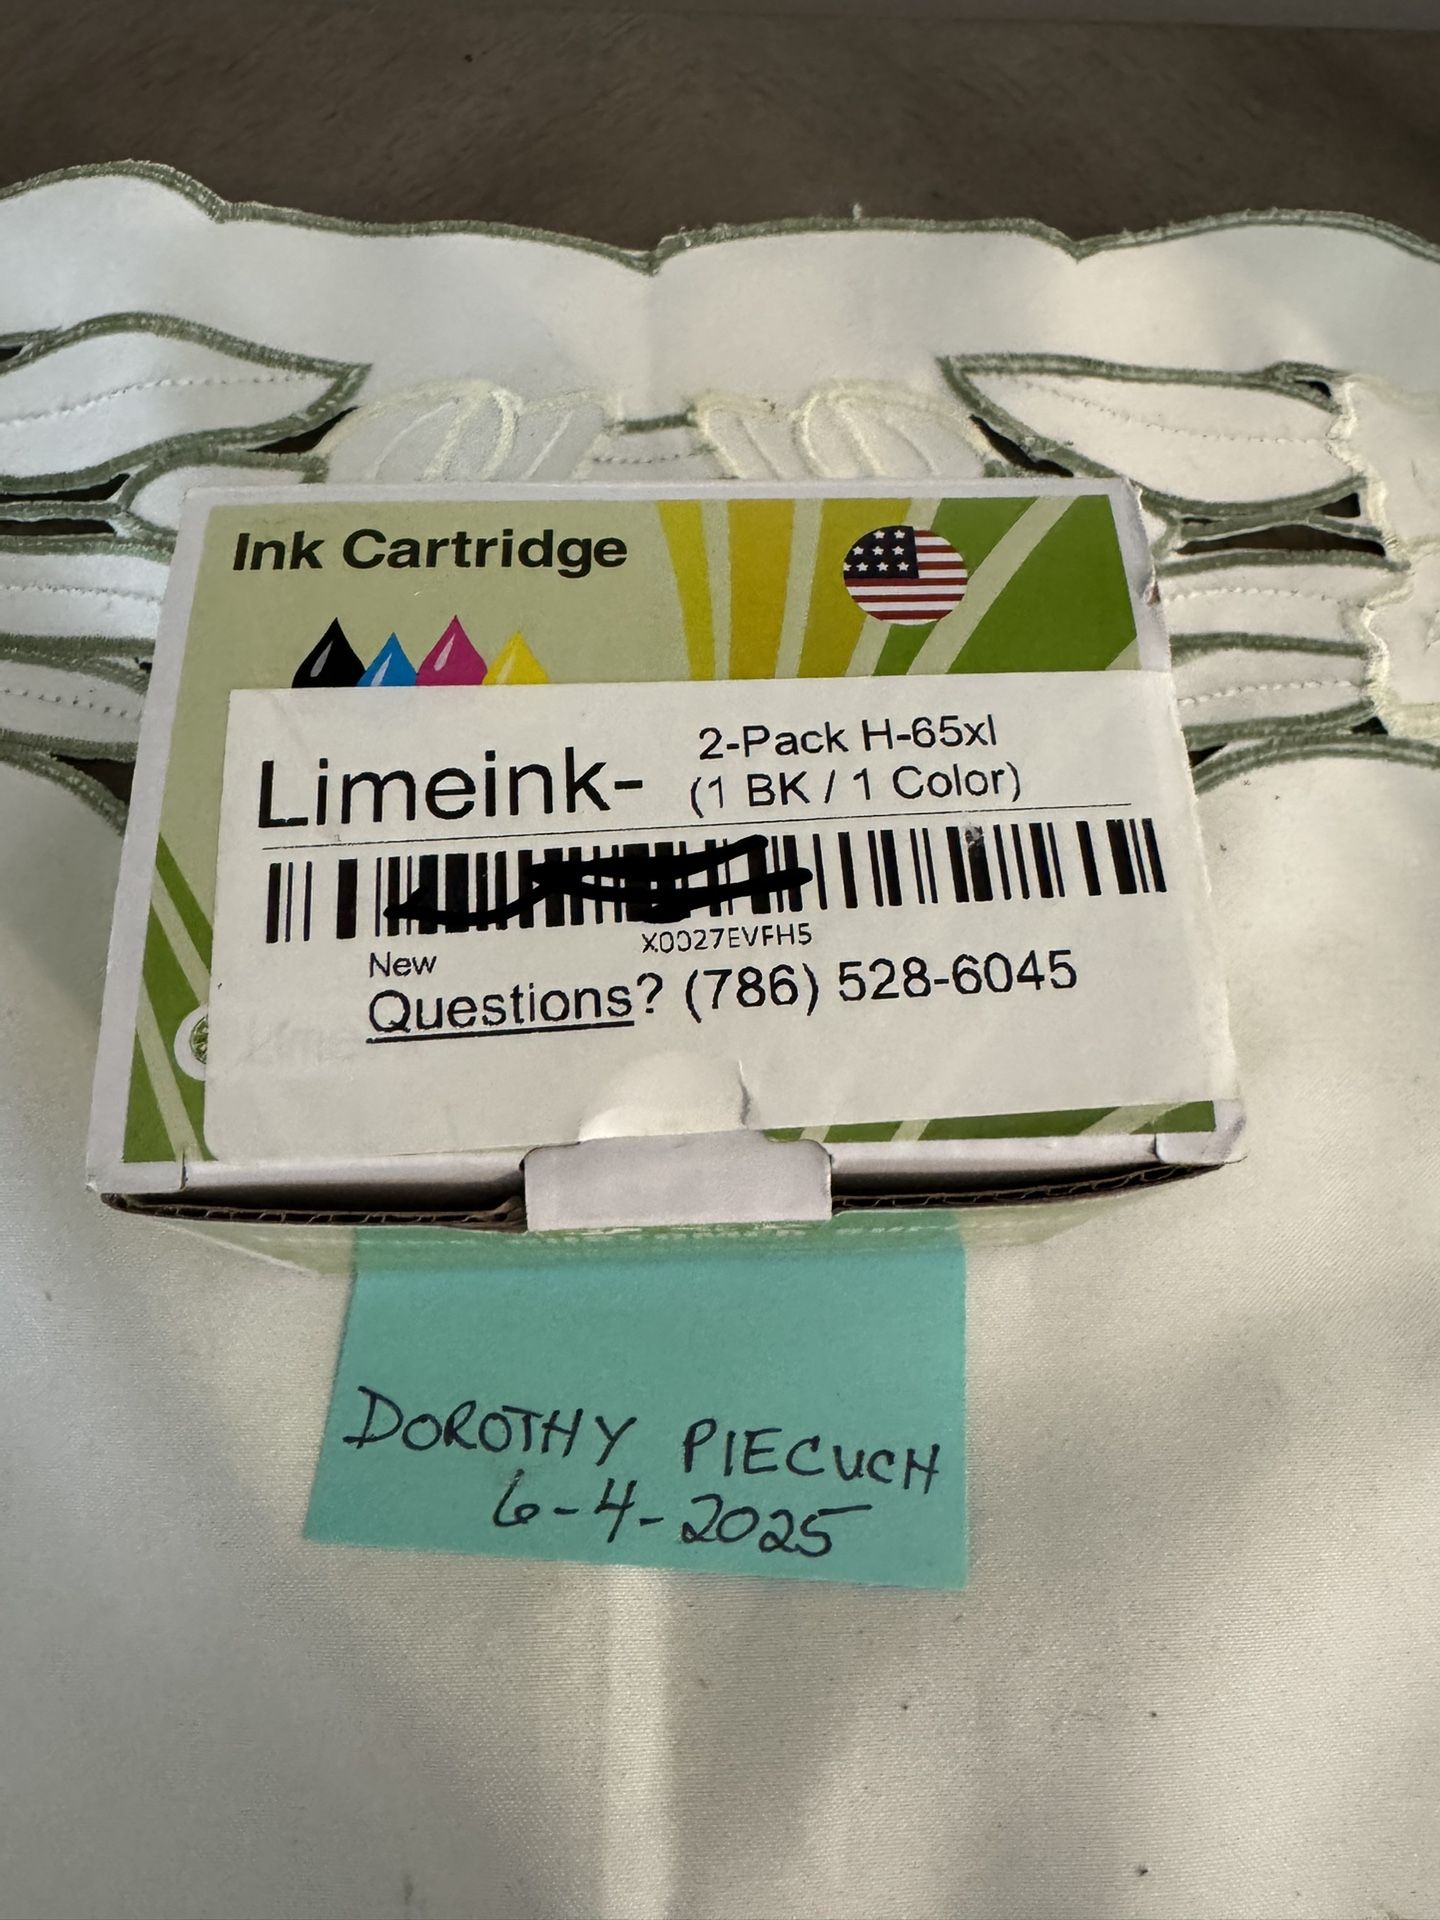 Ink Cartridge
Limeink- 2-Pack H-65xl
(1 BK / 1 Color)
X0027EVFH5
New
Questions? (786) 528-6045
DOROTHY PIECUCH
6-4-2025